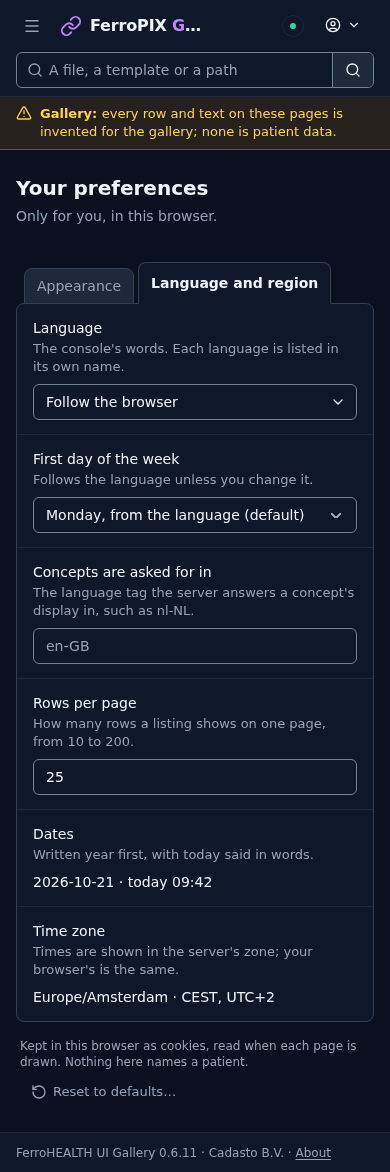 FerroPIX G...
A file, a template or a path
Gallery: every row and text on these pages is
invented for the gallery; none is patient data.
Your preferences
Only for you, in this browser.
Appearance
Language and region
Language
The console's words. Each language is listed in
its own name.
Follow the browser
First day of the week
Follows the language unless you change it.
Monday, from the language (default)
Concepts are asked for in
The language tag the server answers a concept's
display in, such as nl-NL.
en-GB
Rows per page
How many rows a listing shows on one page,
from 10 to 200.
25
Dates
Written year first, with today said in words.
2026-10-21 · today 09:42
Time zone
Times are shown in the server's zone; your
browser's is the same.
Europe/Amsterdam · CEST, UTC+2
Kept in this browser as cookies, read when each page is
drawn. Nothing here names a patient.
Reset to defaults...
FerroHEALTH UI Gallery 0.6.11 · Cadasto B.V. · About